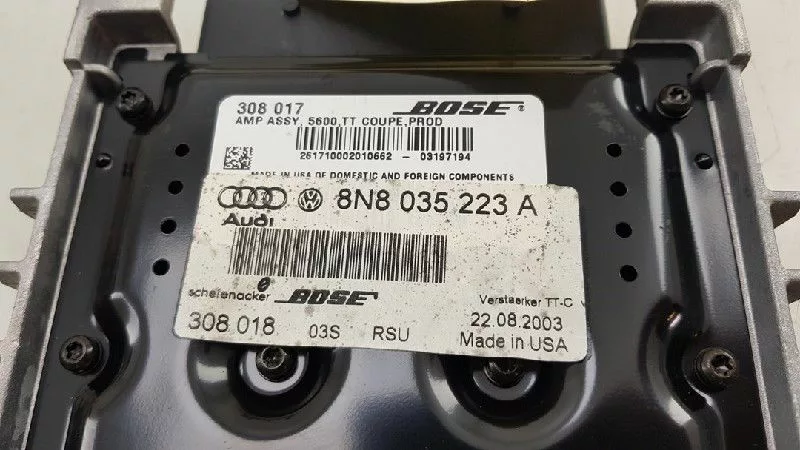 308 017 BOSE®
AMP ASSY, 5600,TT COUPE,PROD
261710002010662 - 03197194
MADE IN USA OF DOMESTIC AND FOREIGN COMPONENTS
8N8 035 223 A
Audi
schefenacker BOSE
Verstaerker TT-C
308 018 03S RSU 22.08.2003
Made in USA